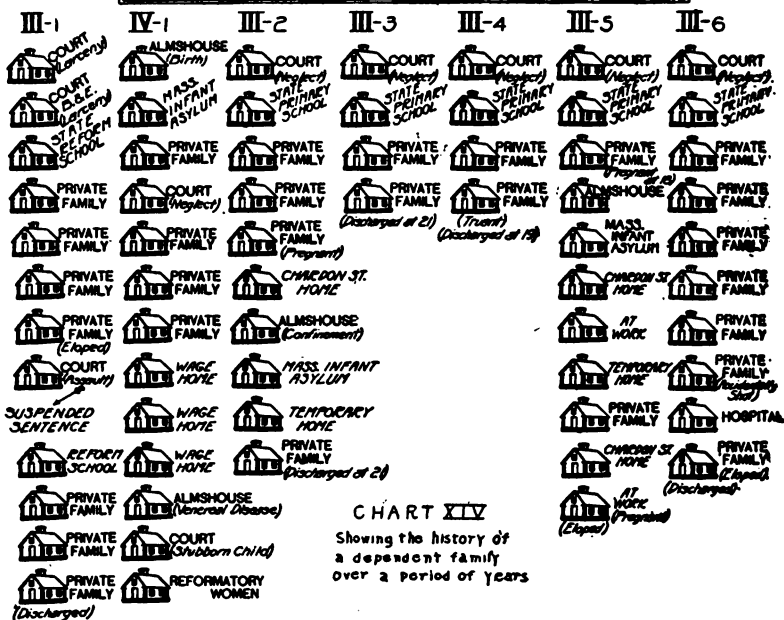 III-1
COURT
(Larceny)
COURT
B.&E.
(Larceny)
STATE
REFORM
SCHOOL
PRIVATE
FAMILY
PRIVATE
FAMILY
PRIVATE
FAMILY
PRIVATE
FAMILY
(Eloped)
COURT
(Assault)
SUSPENDED
SENTENCE
REFORM
SCHOOL
PRIVATE
FAMILY
PRIVATE
FAMILY
PRIVATE
FAMILY
(Discharged)
IV-1
ALMSHOUSE
(Birth)
MASS.
INFANT
ASYLUM
PRIVATE
FAMILY
COURT
(Neglect)
PRIVATE
FAMILY
PRIVATE
FAMILY
PRIVATE
FAMILY
WAGE
HOME
WAGE
HOME
WAGE
HOME
ALMSHOUSE
(Venereal Disease)
COURT
(Stubborn Child)
REFORMATORY
WOMEN
III-2
COURT
(Neglect)
STATE
PRIMARY
SCHOOL
PRIVATE
FAMILY
PRIVATE
FAMILY
PRIVATE
FAMILY
(Pregnant)
CHARDON ST.
HOME
ALMSHOUSE
(Confinement)
MASS. INFANT
ASYLUM
TEMPORARY
HOME
PRIVATE
FAMILY
(Discharged at 21)
III-3
COURT
(Neglect)
STATE
PRIMARY
SCHOOL
PRIVATE
FAMILY
PRIVATE
FAMILY
(Discharged at 21)
III-4
COURT
(Neglect)
STATE
PRIMARY
SCHOOL
PRIVATE
FAMILY
PRIVATE
FAMILY
(Truant)
(Discharged at 19)
III-5
COURT
(Neglect)
STATE
PRIMARY
SCHOOL
PRIVATE
FAMILY
(Pregnant
ALMSHOUSE
MASS.
INFANT
ASYLUM
CHARDON ST.
HOME
AT
WORK
TEMPORARY
HOME
PRIVATE
FAMILY
CHARDON ST.
HOME
AT
WORK
(Pregnant)
(Eloped)
III-6
COURT
(Neglect)
STATE
PRIMARY
SCHOOL
PRIVATE
FAMILY
PRIVATE
FAMILY
PRIVATE
FAMILY
PRIVATE
FAMILY
PRIVATE
FAMILY
PRIVATE
FAMILY
(Accidentally
Shot)
HOSPITAL
PRIVATE
FAMILY
(Eloped)
(Discharged)
CHART XIV
Showing the history of
a dependent family
over a period of years